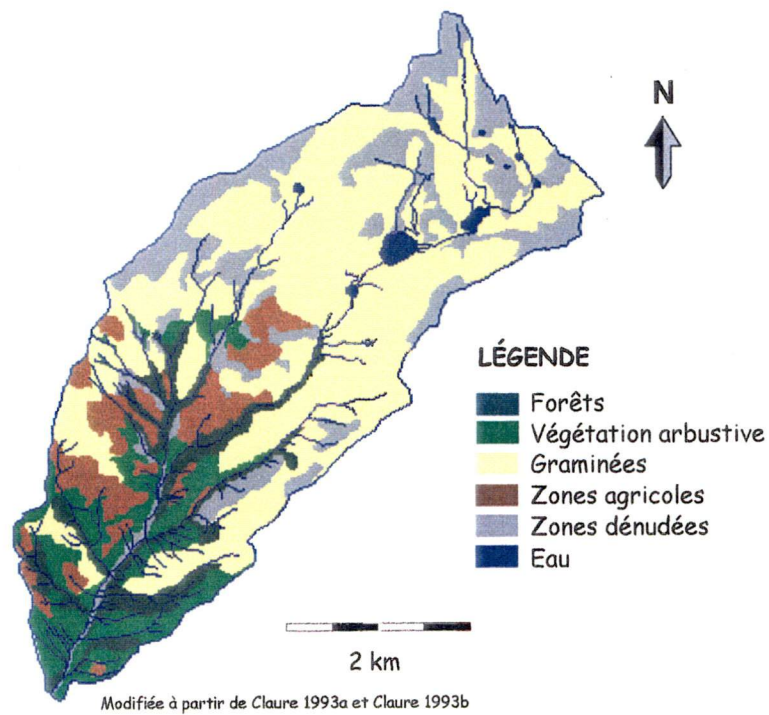 N
LÉGENDE
Forêts
Végétation arbustive
Graminées
Zones agricoles
Zones dénudées
Eau
2 km
Modifiée à partir de Claure 1993a et Claure 1993b